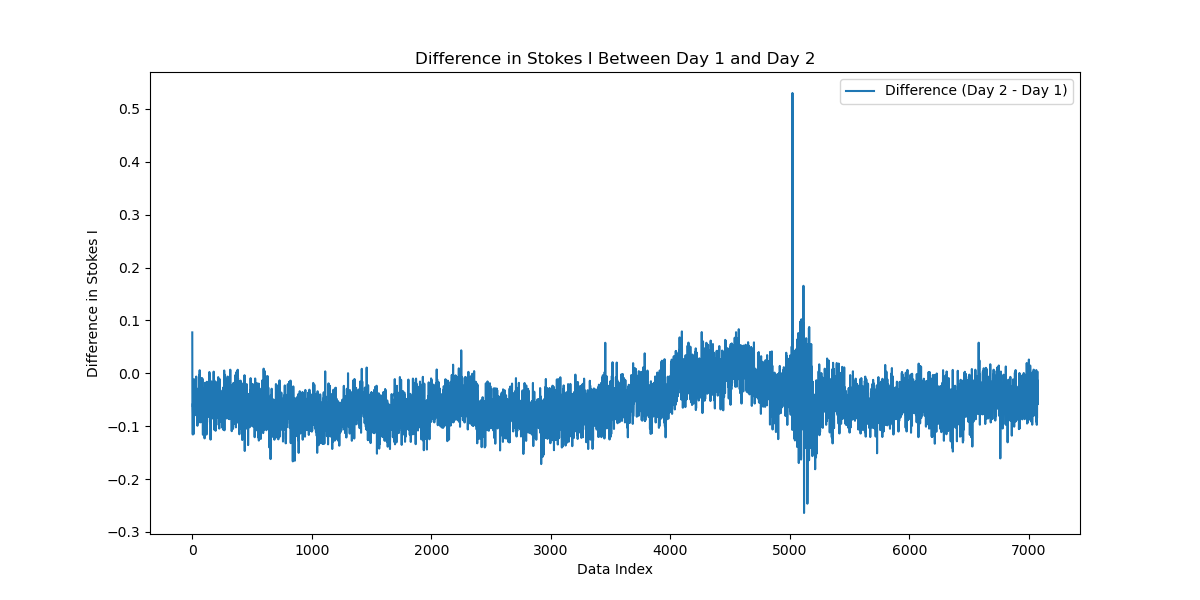 Difference in Stokes I Between Day 1 and Day 2
Difference (Day 2 - Day 1)
Difference in Stokes I
0.5
0.4
0.3
0.2
0.1
0.0
−0.1
−0.2
−0.3
0 1000 2000 3000 4000 5000 6000 7000
Data Index